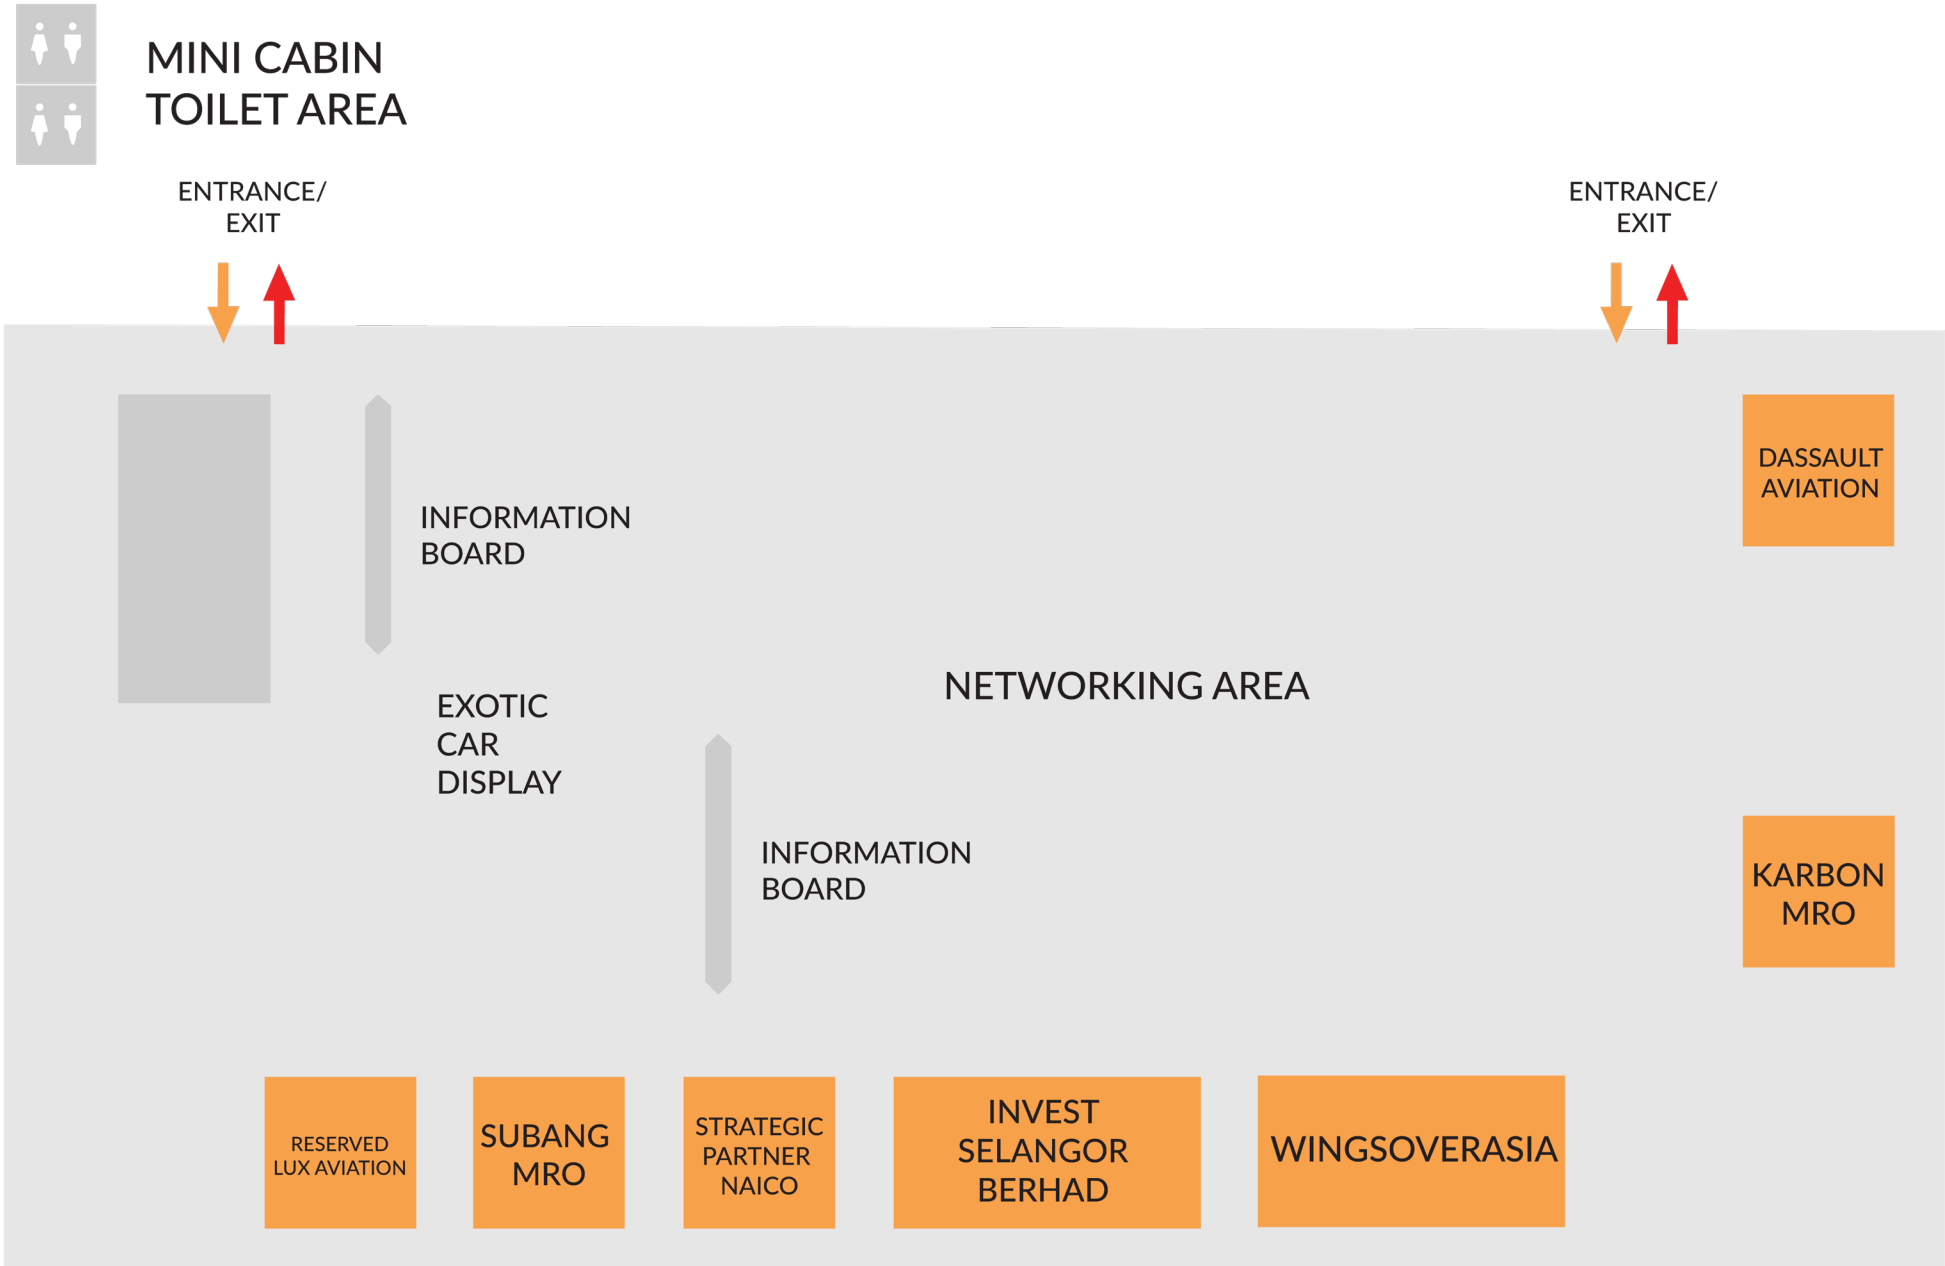 MINI CABIN
TOILET AREA
ENTRANCE/
EXIT
ENTRANCE/
EXIT
DASSAULT
AVIATION
INFORMATION
BOARD
NETWORKING AREA
EXOTIC
CAR
DISPLAY
INFORMATION
BOARD
KARBON
MRO
RESERVED
LUX AVIATION
SUBANG
MRO
STRATEGIC
PARTNER
NAICO
INVEST
SELANGOR
BERHAD
WINGSOVERASIA